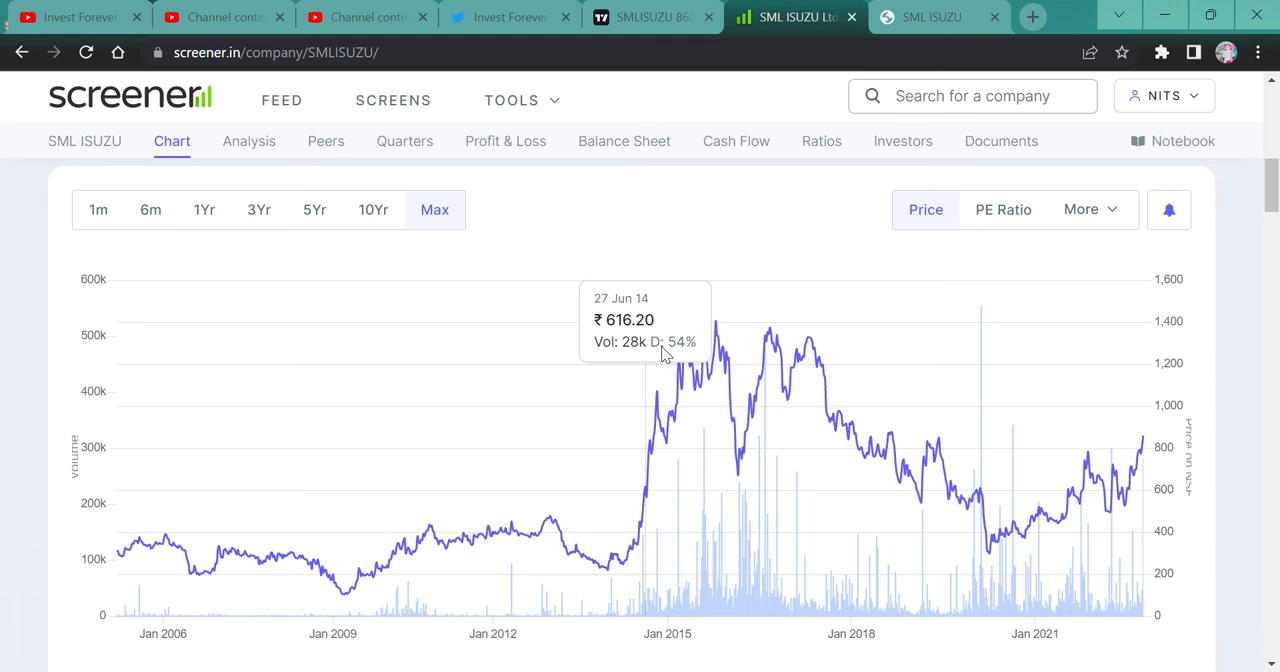 Invest Forever
Channel conte
Channel conte
Invest Forever
SMLISUZU 860
SML ISUZU Ltd
SML ISUZU
screener.in/company/SMLISUZU/
screener
FEED
SCREENS
TOOLS
Search for a company
NITS
SML ISUZU
Chart
Analysis
Peers
Quarters
Profit & Loss
Balance Sheet
Cash Flow
Ratios
Investors
Documents
Notebook
1m 6m 1Yr 3Yr 5Yr 10Yr Max
Price PE Ratio More
600k
500k
400k
300k
200k
100k
0
Volume
27 Jun 14
₹ 616.20
Vol: 28k D: 54%
1,600
1,400
1,200
1,000
800
600
400
200
0
Price on NSE
Jan 2006 Jan 2009 Jan 2012 Jan 2015 Jan 2018 Jan 2021